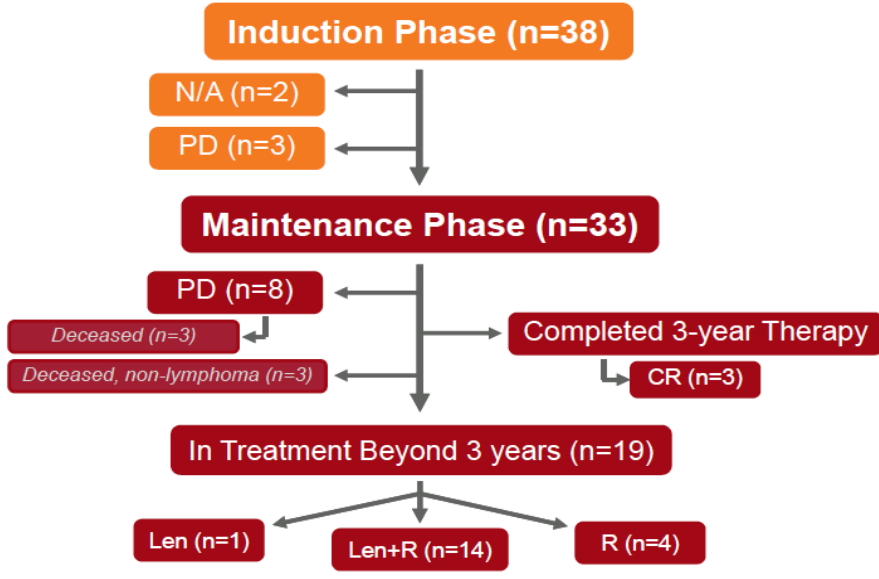 Induction Phase (n=38)
N/A (n=2)
PD (n=3)
Maintenance Phase (n=33)
PD (n=8)
Deceased (n=3)
Completed 3-year Therapy
Deceased, non-lymphoma (n=3)
CR (n=3)
In Treatment Beyond 3 years (n=19)
Len (n=1)
Len+R (n=14)
R (n=4)